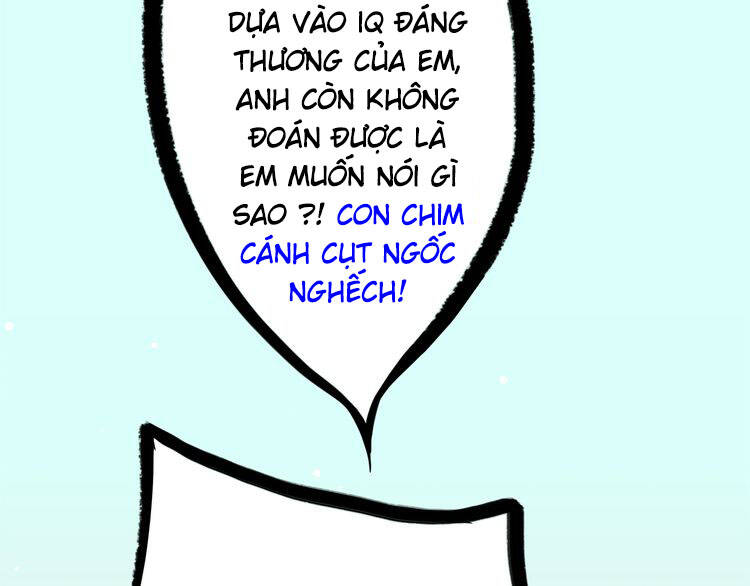 DỰA VÀO IQ ĐÁNG
THƯƠNG CỦA EM,
ANH CÒN KHÔNG
ĐOÁN ĐƯỢC LÀ
EM MUỐN NÓI GÌ
SAO ?! CON CHIM
CÁNH CỤT NGỐC
NGHẾCH!